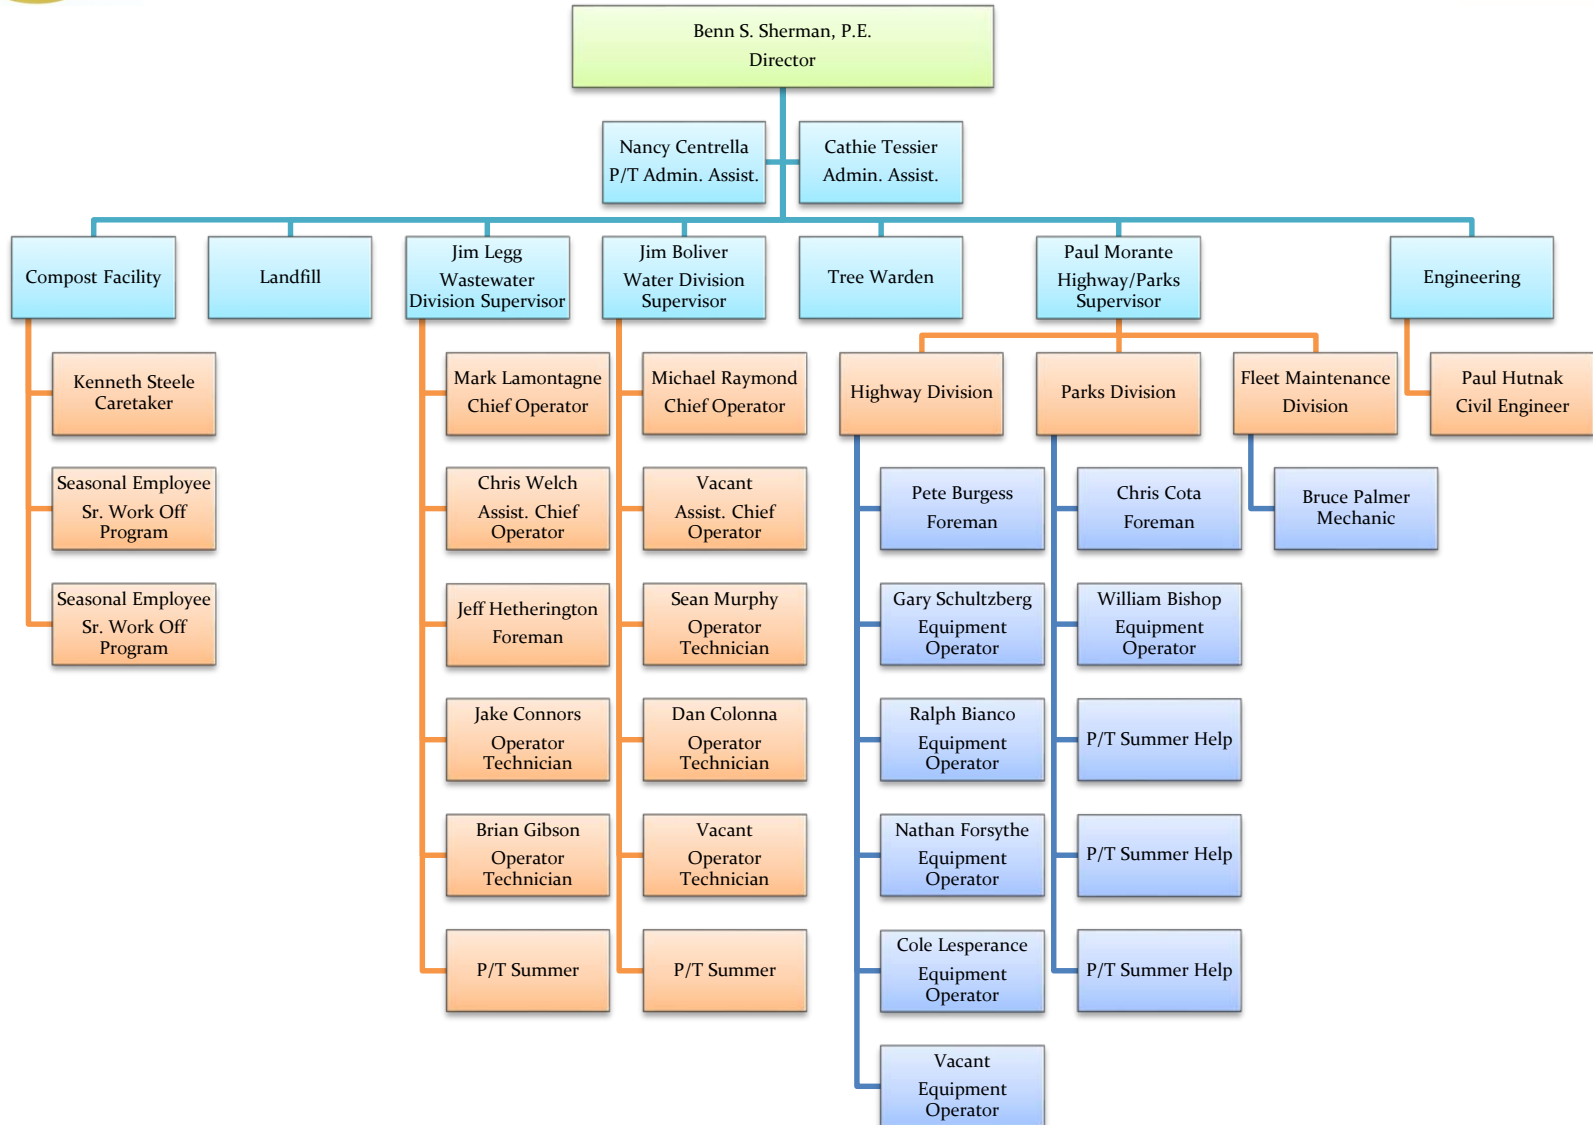 Benn S. Sherman, P.E.
Director
Nancy Centrella
P/T Admin. Assist.
Cathie Tessier
Admin. Assist.
Compost Facility
Landfill
Jim Legg
Wastewater
Division Supervisor
Jim Boliver
Water Division
Supervisor
Tree Warden
Paul Morante
Highway/Parks
Supervisor
Engineering
Kenneth Steele
Caretaker
Seasonal Employee
Sr. Work Off
Program
Seasonal Employee
Sr. Work Off
Program
Mark Lamontagne
Chief Operator
Chris Welch
Assist. Chief
Operator
Jeff Hetherington
Foreman
Jake Connors
Operator
Technician
Brian Gibson
Operator
Technician
P/T Summer
Michael Raymond
Chief Operator
Vacant
Assist. Chief
Operator
Sean Murphy
Operator
Technician
Dan Colonna
Operator
Technician
Vacant
Operator
Technician
P/T Summer
Highway Division
Pete Burgess
Foreman
Gary Schultzberg
Equipment
Operator
Ralph Bianco
Equipment
Operator
Nathan Forsythe
Equipment
Operator
Cole Lesperance
Equipment
Operator
Vacant
Equipment
Operator
Parks Division
Chris Cota
Foreman
William Bishop
Equipment
Operator
P/T Summer Help
P/T Summer Help
P/T Summer Help
Fleet Maintenance
Division
Bruce Palmer
Mechanic
Paul Hutnak
Civil Engineer